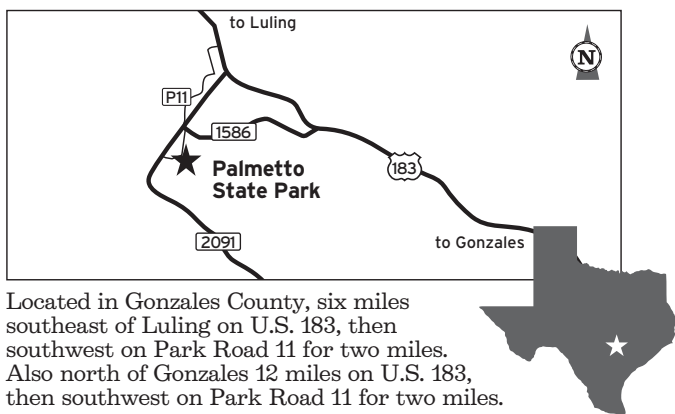 to Luling
N
P11
1586
183
Palmetto
State Park
2091
to Gonzales
Located in Gonzales County, six miles
southeast of Luling on U.S. 183, then
southwest on Park Road 11 for two miles.
Also north of Gonzales 12 miles on U.S. 183,
then southwest on Park Road 11 for two miles.